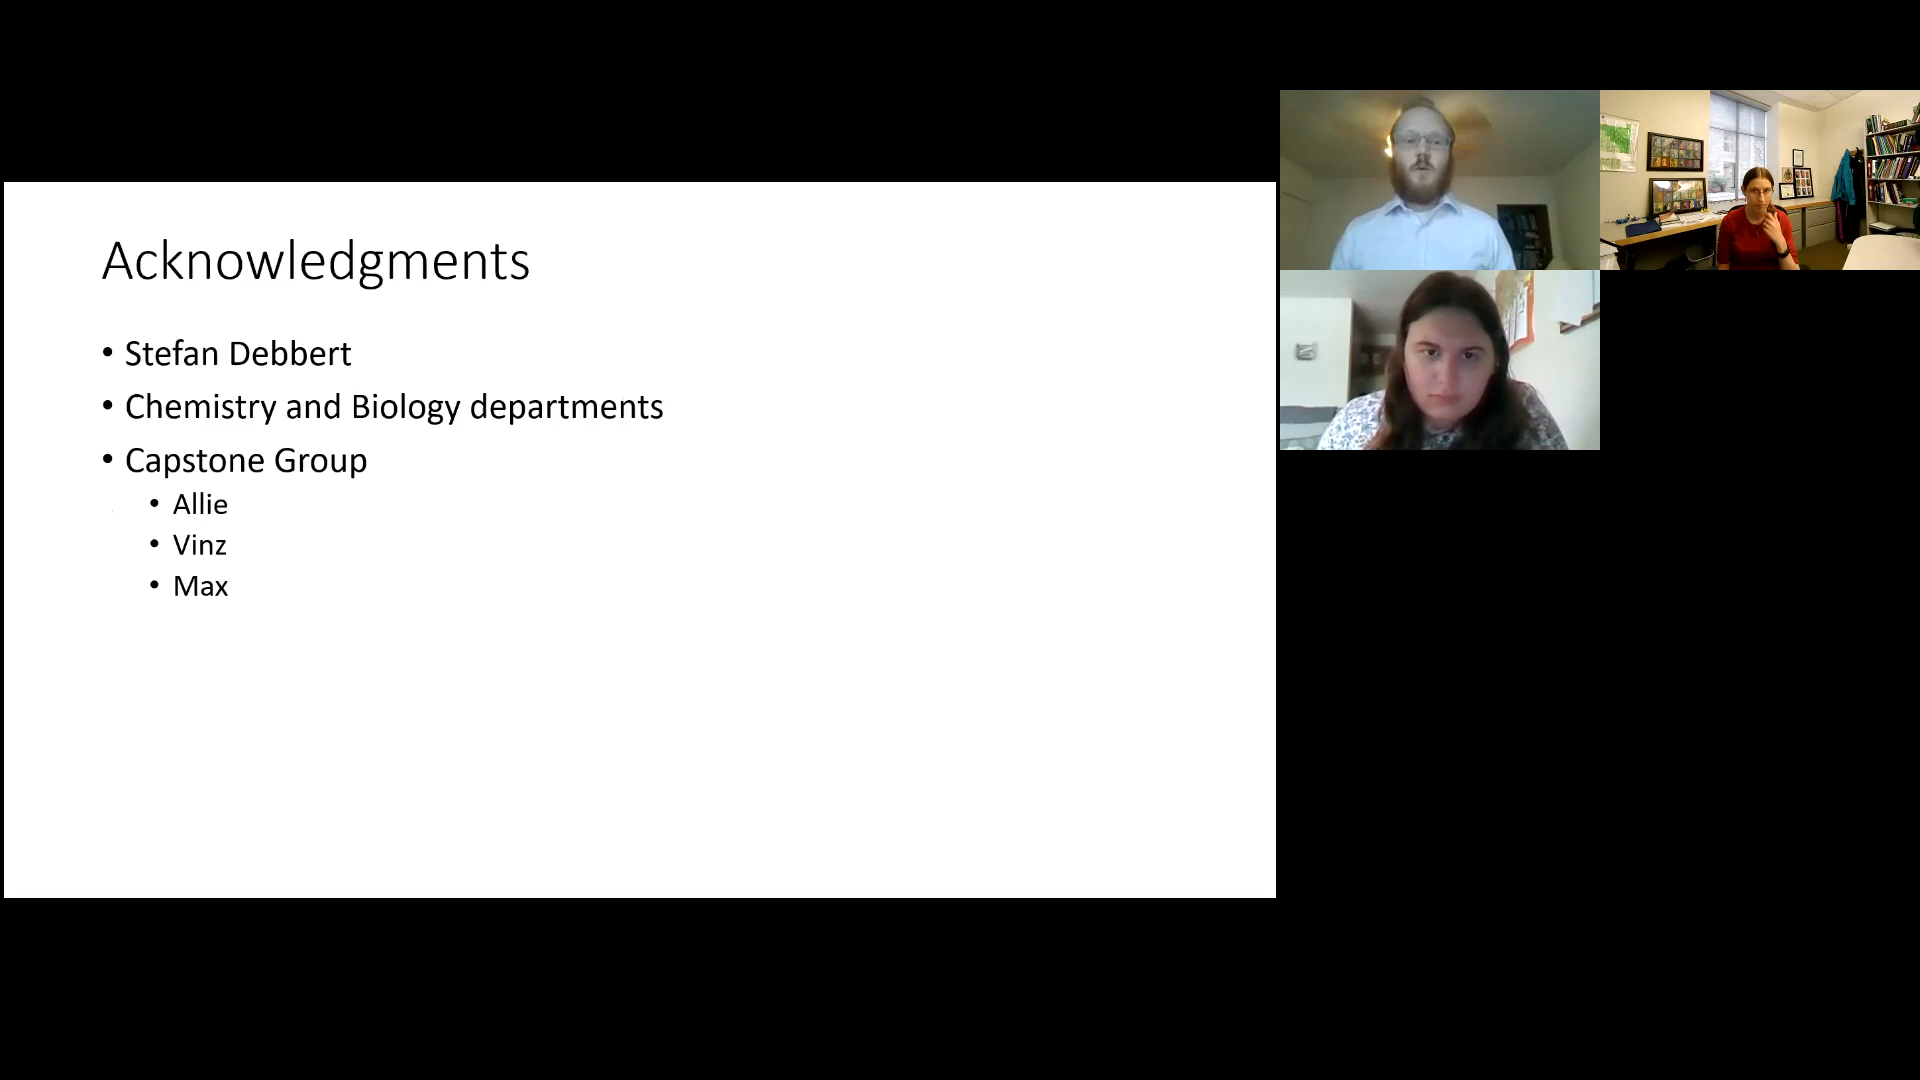 Acknowledgments
• Stefan Debbert
• Chemistry and Biology departments
• Capstone Group
• Allie
• Vinz
• Max